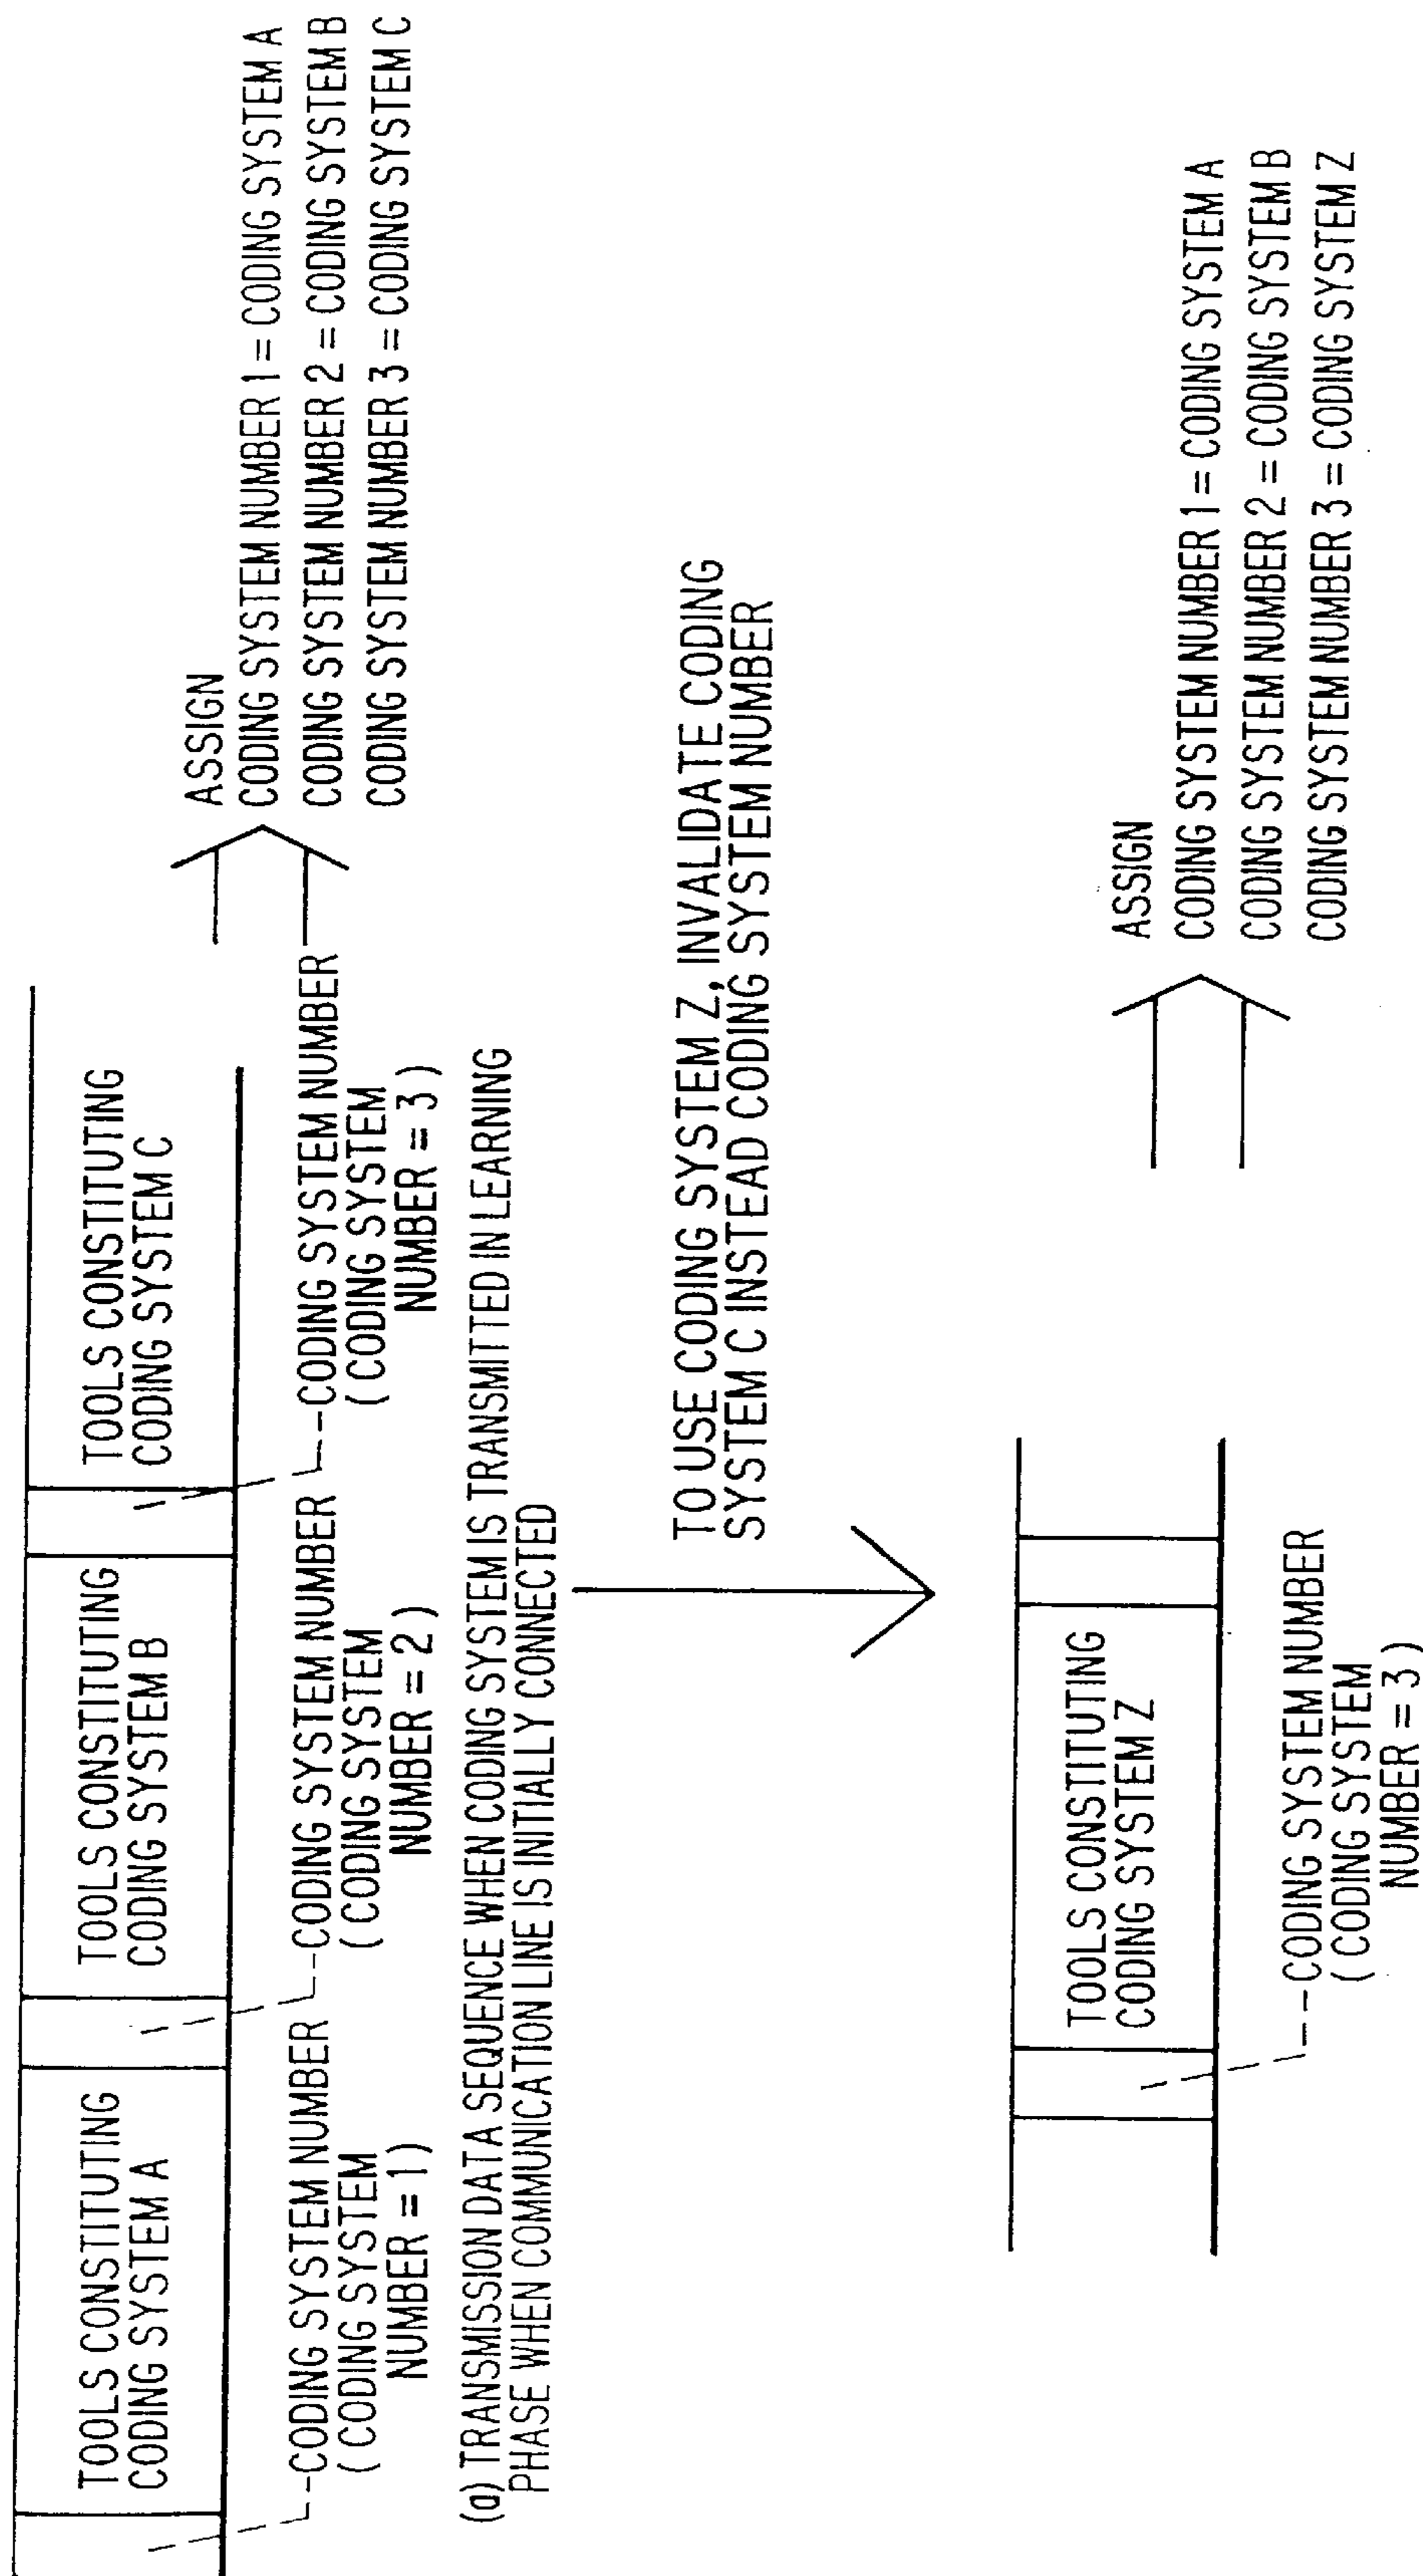 TOOLS CONSTITUTING
CODING SYSTEM A
TOOLS CONSTITUTING
CODING SYSTEM B
TOOLS CONSTITUTING
CODING SYSTEM C
CODING SYSTEM NUMBER
(CODING SYSTEM
NUMBER = 1)
CODING SYSTEM NUMBER
(CODING SYSTEM
NUMBER = 2)
CODING SYSTEM NUMBER
(CODING SYSTEM
NUMBER = 3)
ASSIGN
CODING SYSTEM NUMBER 1 = CODING SYSTEM A
CODING SYSTEM NUMBER 2 = CODING SYSTEM B
CODING SYSTEM NUMBER 3 = CODING SYSTEM C
(a) TRANSMISSION DATA SEQUENCE WHEN CODING SYSTEM IS TRANSMITTED IN LEARNING
PHASE WHEN COMMUNICATION LINE IS INITIALLY CONNECTED
TO USE CODING SYSTEM Z, INVALIDATE CODING
SYSTEM C INSTEAD CODING SYSTEM NUMBER
TOOLS CONSTITUTING
CODING SYSTEM Z
CODING SYSTEM NUMBER
(CODING SYSTEM
NUMBER = 3)
ASSIGN
CODING SYSTEM NUMBER 1 = CODING SYSTEM A
CODING SYSTEM NUMBER 2 = CODING SYSTEM B
CODING SYSTEM NUMBER 3 = CODING SYSTEM Z